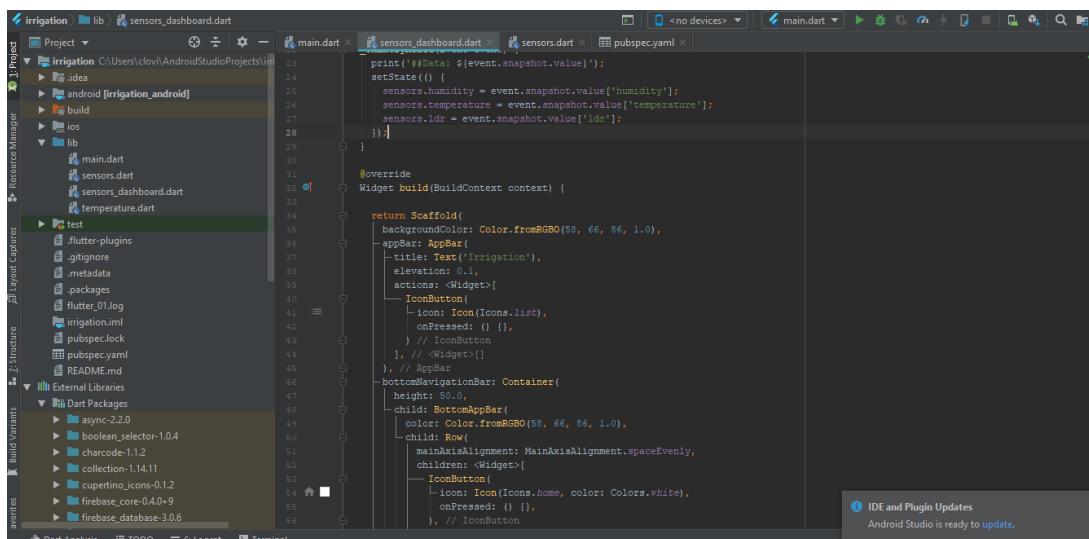 irrigation lib sensors_dashboard.dart <no devices> main.dart
Project main.dart sensors_dashboard.dart sensors.dart pubspec.yaml
1: Project
Resource Manager
Layout Captures
Z: Structure
Build Variants
irrigation C:\Users\clovi\AndroidStudioProjects\irri
.idea
android [irrigation_android]
build
ios
lib
main.dart
sensors.dart
sensors_dashboard.dart
temperature.dart
test
.flutter-plugins
.gitignore
.metadata
.packages
flutter_01.log
irrigation.iml
pubspec.lock
pubspec.yaml
README.md
External Libraries
Dart Packages
async-2.2.0
boolean_selector-1.0.4
charcode-1.1.2
collection-1.14.11
cupertino_icons-0.1.2
firebase_core-0.4.0+9
firebase_database-3.0.6
23 print('##Data: ${event.snapshot.value}');
24 setState(() {
25 sensors.humidity = event.snapshot.value['humidity'];
26 sensors.temperature = event.snapshot.value['temperature'];
27 sensors.ldr = event.snapshot.value['ldr'];
28 });
29 }
30
31 @override
32 Widget build(BuildContext context) {
33
34 return Scaffold(
35 backgroundColor: Color.fromRGBO(58, 66, 86, 1.0),
36 appBar: AppBar(
37 title: Text('Irrigation'),
38 elevation: 0.1,
39 actions: <Widget>[
40 IconButton(
41 icon: Icon(Icons.list),
42 onPressed: () {},
43 ) // IconButton
44 ], // <Widget>[]
45 ), // AppBar
46 bottomNavigationBar: Container(
47 height: 50.0,
48 child: BottomAppBar(
49 color: Color.fromRGBO(58, 66, 86, 1.0),
50 child: Row(
51 mainAxisAlignment: MainAxisAlignment.spaceEvenly,
52 children: <Widget>[
53 IconButton(
54 icon: Icon(Icons.home, color: Colors.white),
55 onPressed: () {},
56 ), // IconButton
IDE and Plugin Updates
Android Studio is ready to update.